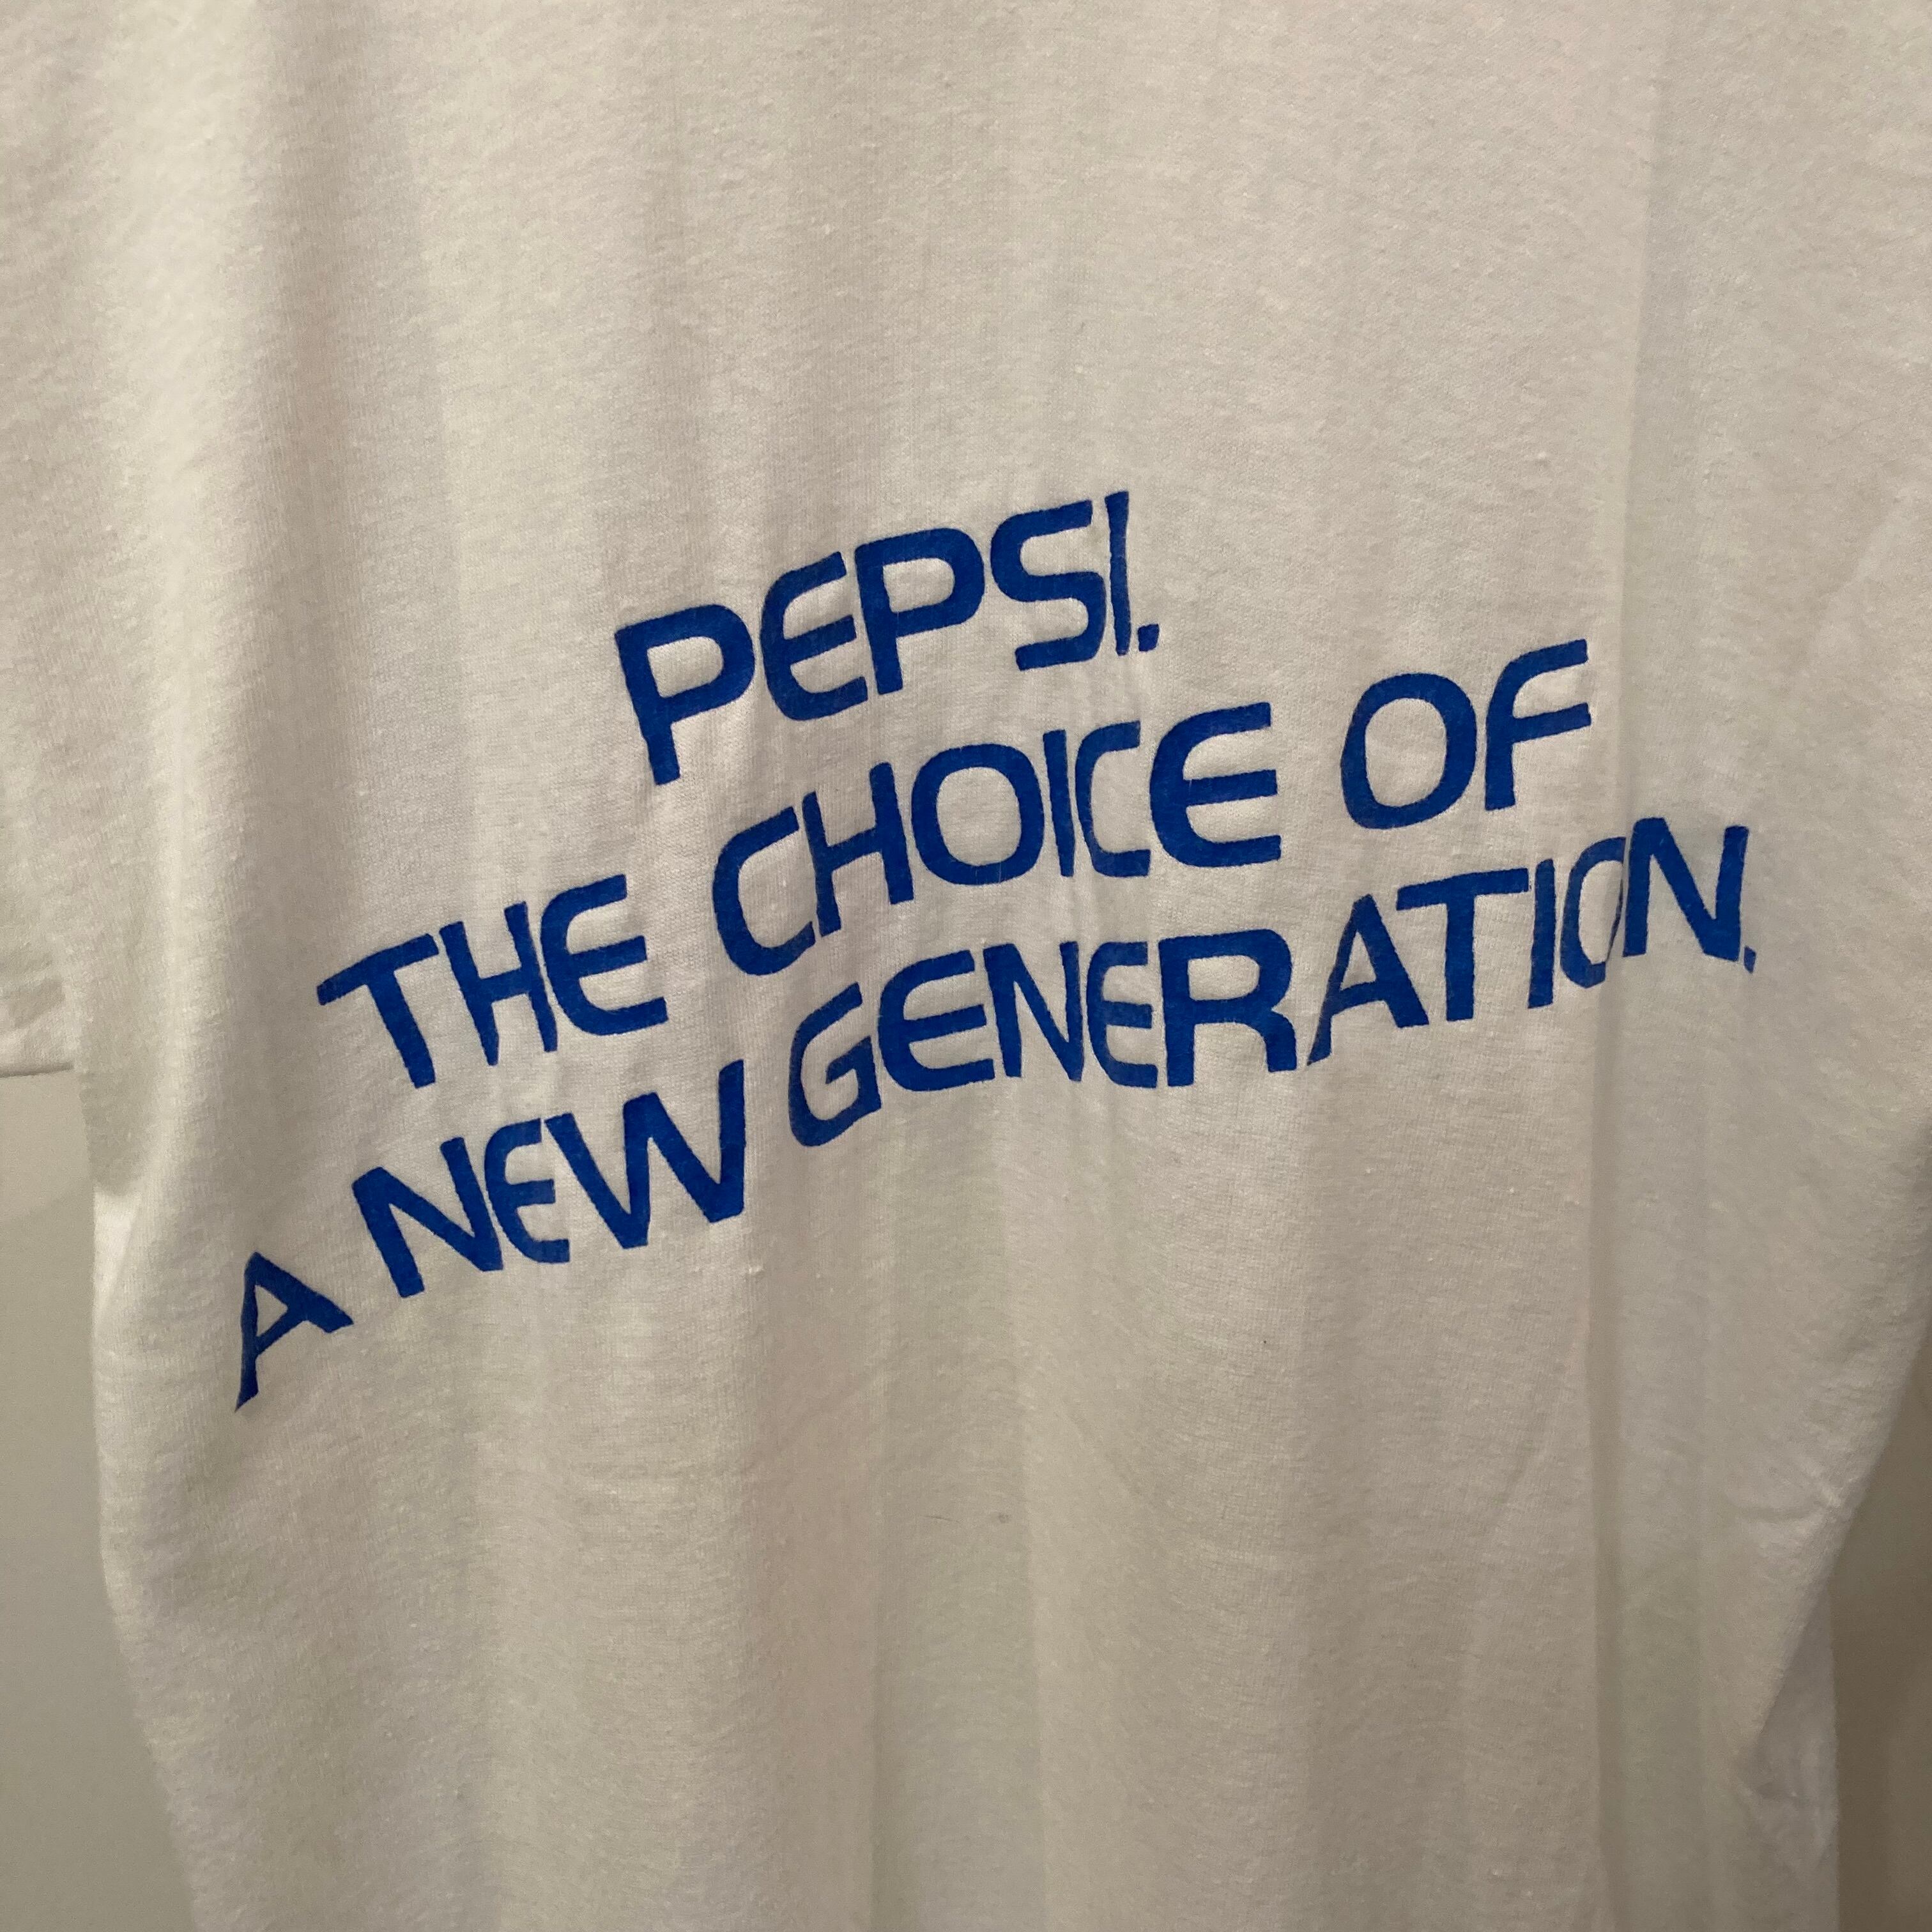 PEPSI.
THE CHOICE OF
A NEW GENERATION.